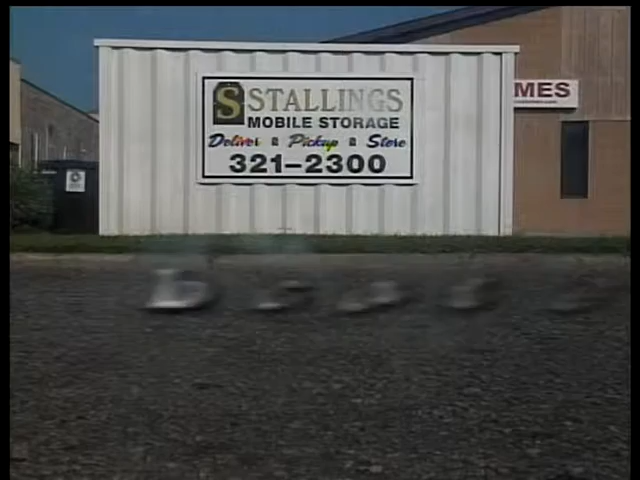 S STALLINGS
MOBILE STORAGE
Deliver & Pickup & Store
321-2300
MES